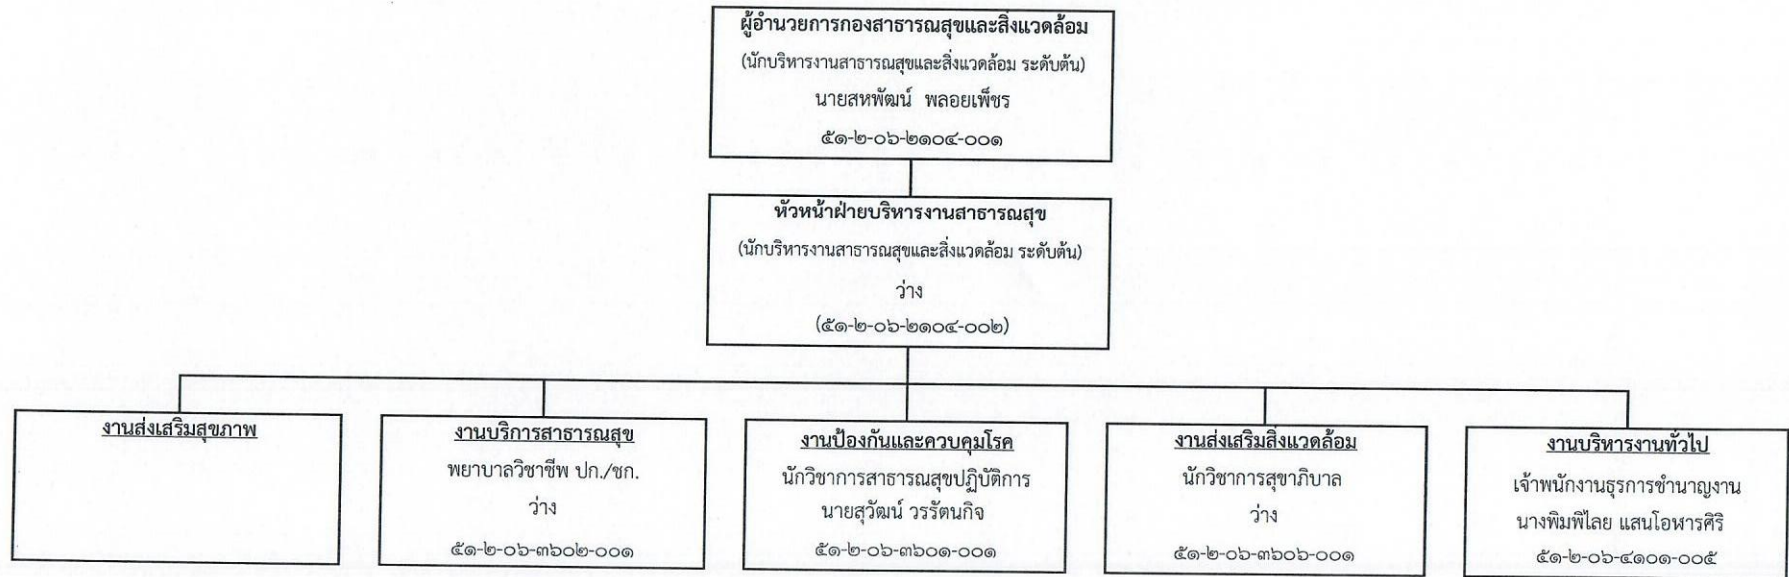 ผู้อำนวยการกองสาธารณสุขและสิ่งแวดล้อม
(นักบริหารงานสาธารณสุขและสิ่งแวดล้อม ระดับต้น)
นายสหพัฒน์ พลอยเพ็ชร
๕๑-๒-๐๖-๒๑๐๔-๐๐๑
หัวหน้าฝ่ายบริหารงานสาธารณสุข
(นักบริหารงานสาธารณสุขและสิ่งแวดล้อม ระดับต้น)
ว่าง
(๕๑-๒-๐๖-๒๑๐๔-๐๐๒)
งานส่งเสริมสุขภาพ
งานบริการสาธารณสุข
พยาบาลวิชาชีพ ปก./ชก.
ว่าง
๕๑-๒-๐๖-๓๖๐๒-๐๐๑
งานป้องกันและควบคุมโรค
นักวิชาการสาธารณสุขปฏิบัติการ
นายสุวัฒน์ วรรัตนกิจ
๕๑-๒-๐๖-๓๖๐๑-๐๐๑
งานส่งเสริมสิ่งแวดล้อม
นักวิชาการสุขาภิบาล
ว่าง
๕๑-๒-๐๖-๓๖๐๖-๐๐๑
งานบริหารงานทั่วไป
เจ้าพนักงานธุรการชำนาญงาน
นางพิมพิไลย แสนโอหารศิริ
๕๑-๒-๐๖-๔๑๐๑-๐๐๕